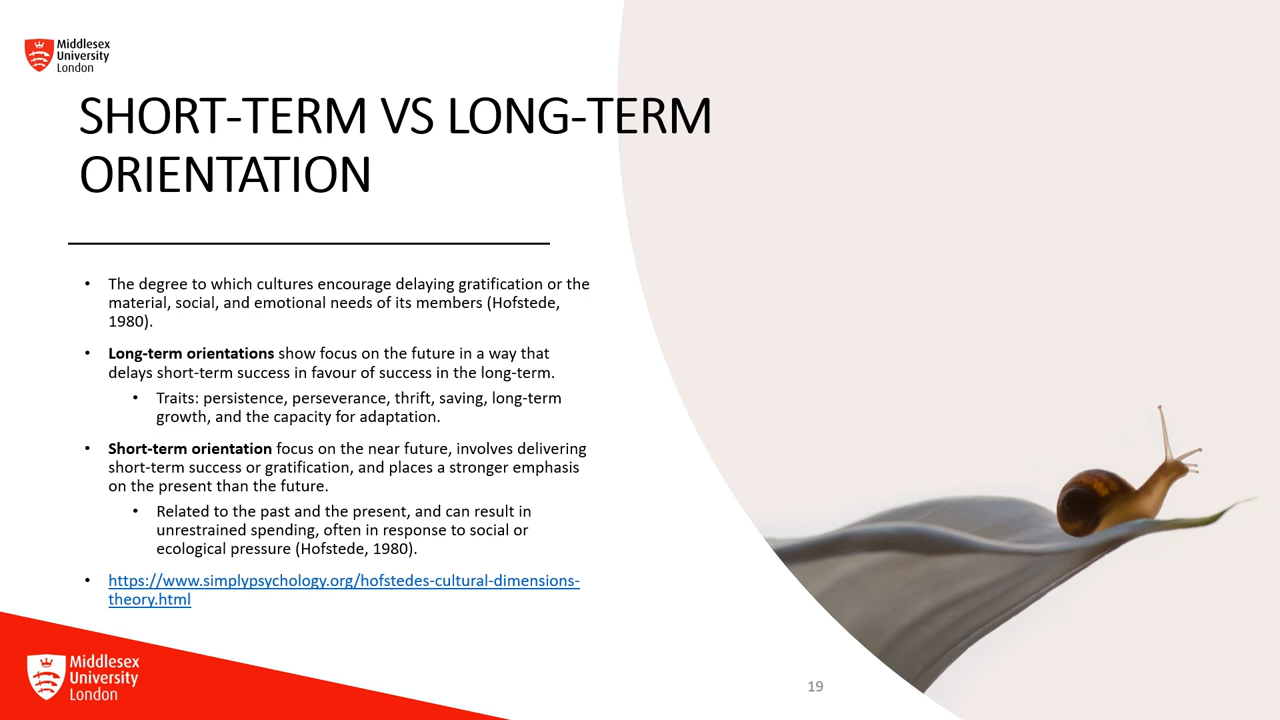 Middlesex
University
London
SHORT-TERM VS LONG-TERM
ORIENTATION
• The degree to which cultures encourage delaying gratification or the
material, social, and emotional needs of its members (Hofstede,
1980).
• Long-term orientations show focus on the future in a way that
delays short-term success in favour of success in the long-term.
• Traits: persistence, perseverance, thrift, saving, long-term
growth, and the capacity for adaptation.
• Short-term orientation focus on the near future, involves delivering
short-term success or gratification, and places a stronger emphasis
on the present than the future.
• Related to the past and the present, and can result in
unrestrained spending, often in response to social or
ecological pressure (Hofstede, 1980).
• https://www.simplypsychology.org/hofstedes-cultural-dimensions-
theory.html
Middlesex
University
London
19